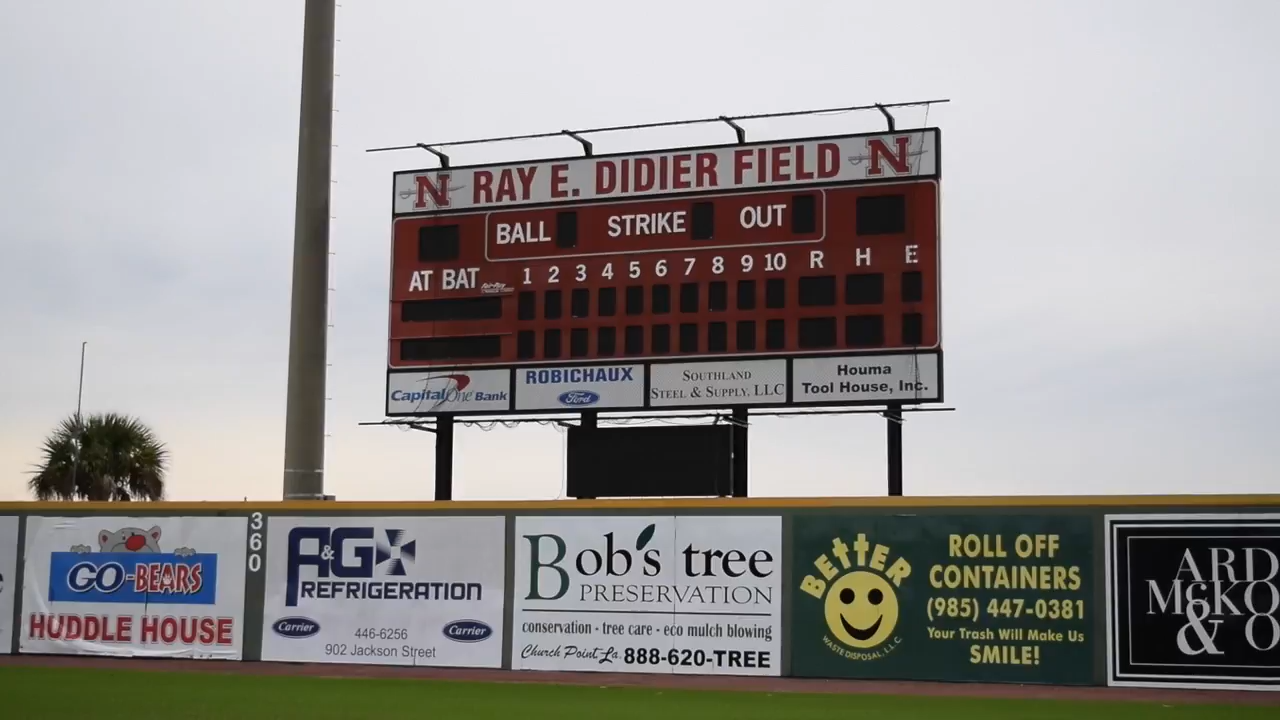 N RAY E. DIDIER FIELD N
BALL STRIKE OUT
AT BAT 1 2 3 4 5 6 7 8 9 10 R H E
Capital One Bank
ROBICHAUX
Ford
SOUTHLAND
STEEL & SUPPLY, LLC
Houma
Tool House, Inc.
GO-BEARS
HUDDLE HOUSE
360
A&G
REFRIGERATION
Carrier
Carrier
446-6256
902 Jackson Street
Bob's tree
PRESERVATION
conservation - tree care - eco mulch blowing
Church Point La. 888-620-TREE
BETTER
WASTE DISPOSAL, L.L.C
ROLL OFF
CONTAINERS
(985) 447-0381
Your Trash Will Make Us
SMILE!
ARD
MCKO
& O